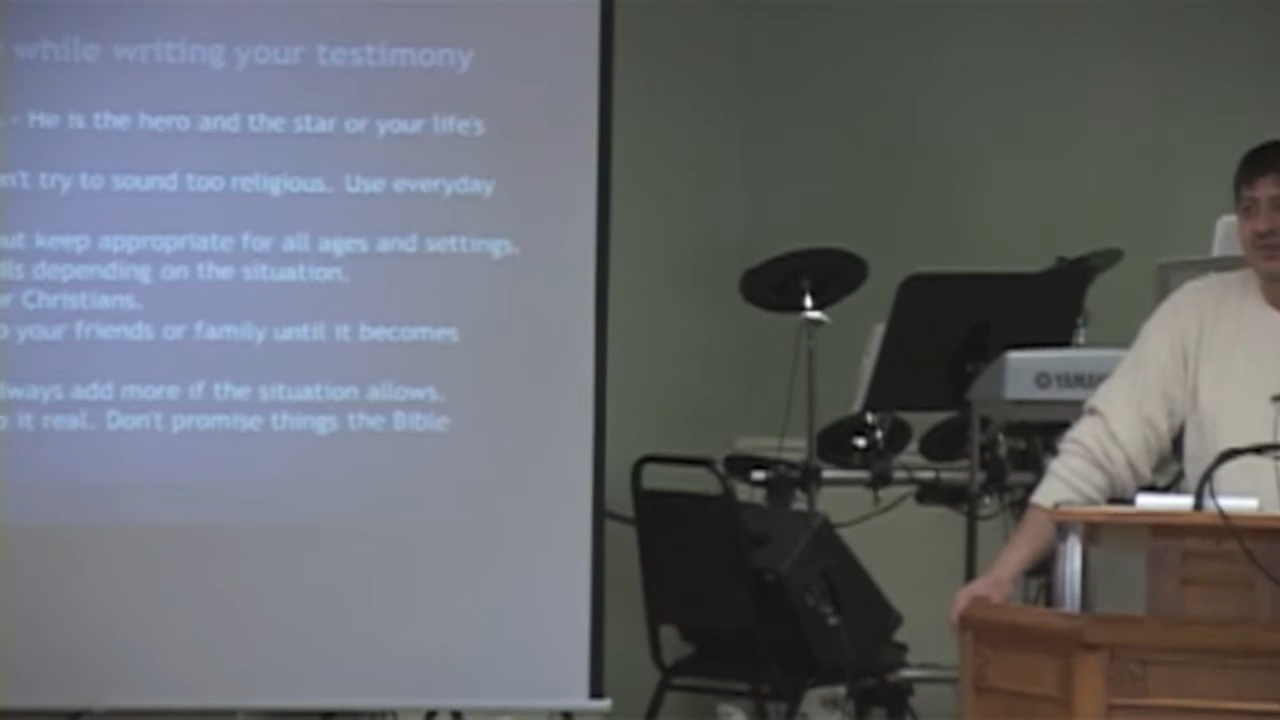 while writing your testimony
- He is the hero and the star or your life's
n't try to sound too religious. Use everyday
ut keep appropriate for all ages and settings.
ils depending on the situation.
r Christians.
o your friends or family until it becomes
lways add more if the situation allows.
p it real. Don't promise things the Bible
YAMA